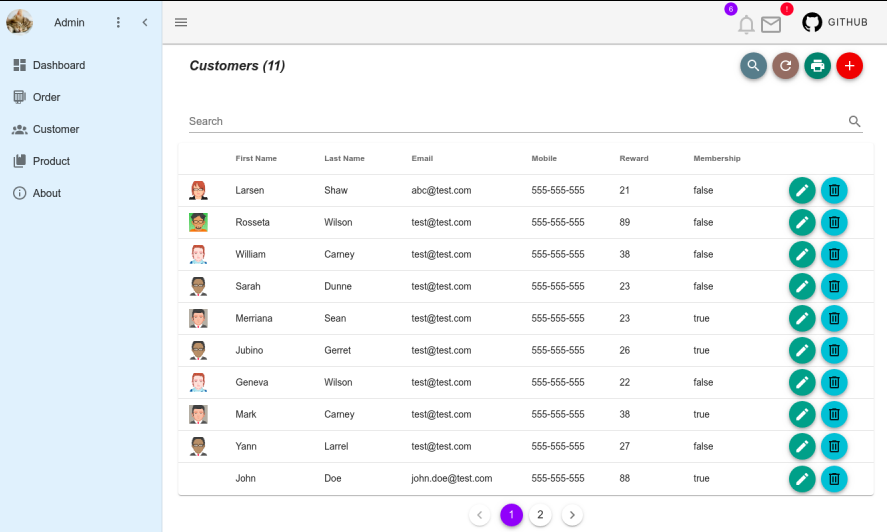 Admin
6
!
GITHUB
Dashboard
Order
Customer
Product
About
Customers (11)
Search
First Name Last Name Email Mobile Reward Membership
Larsen Shaw abc@test.com 555-555-555 21 false
Rosseta Wilson test@test.com 555-555-555 89 false
William Carney test@test.com 555-555-555 38 false
Sarah Dunne test@test.com 555-555-555 23 false
Merriana Sean test@test.com 555-555-555 23 true
Jubino Gerret test@test.com 555-555-555 26 true
Geneva Wilson test@test.com 555-555-555 22 false
Mark Carney test@test.com 555-555-555 38 true
Yann Larrel test@test.com 555-555-555 27 false
John Doe john.doe@test.com 555-555-555 88 true
1 2